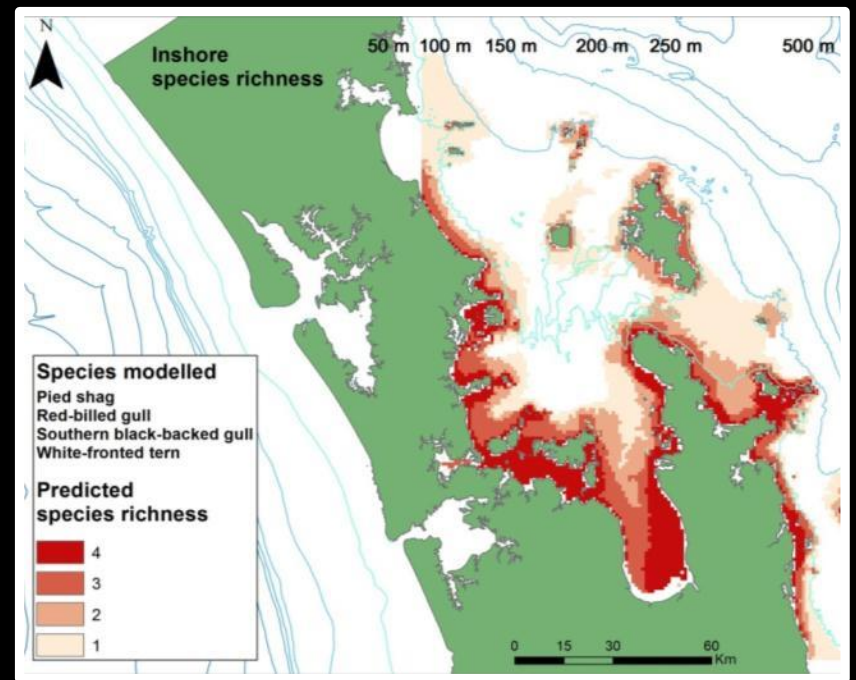 N
Inshore
species richness
50 m 100 m 150 m 200 m 250 m 500 m
Species modelled
Pied shag
Red-billed gull
Southern black-backed gull
White-fronted tern
Predicted
species richness
4
3
2
1
0 15 30 60
Km